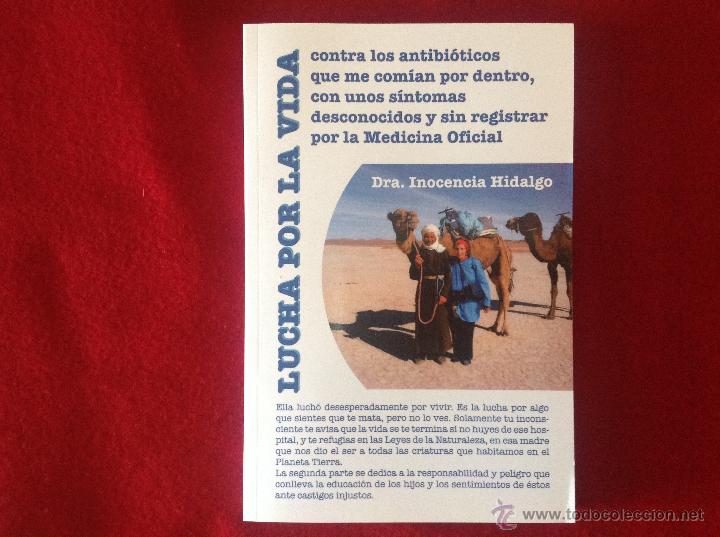 LUCHA POR LA VIDA
contra los antibióticos
que me comían por dentro,
con unos síntomas
desconocidos y sin registrar
por la Medicina Oficial
Dra. Inocencia Hidalgo
Ella luchó desesperadamente por vivir. Es la lucha por algo
que sientes que te mata, pero no lo ves. Solamente tu incons-
ciente te avisa que la vida se te termina si no huyes de ese hos-
pital, y te refugias en las Leyes de la Naturaleza, en esa madre
que nos dio el ser a todas las criaturas que habitamos en el
Planeta Tierra.
La segunda parte se dedica a la responsabilidad y peligro que
conlleva la educación de los hijos y los sentimientos de éstos
ante castigos injustos.
www.todocoleccion.net